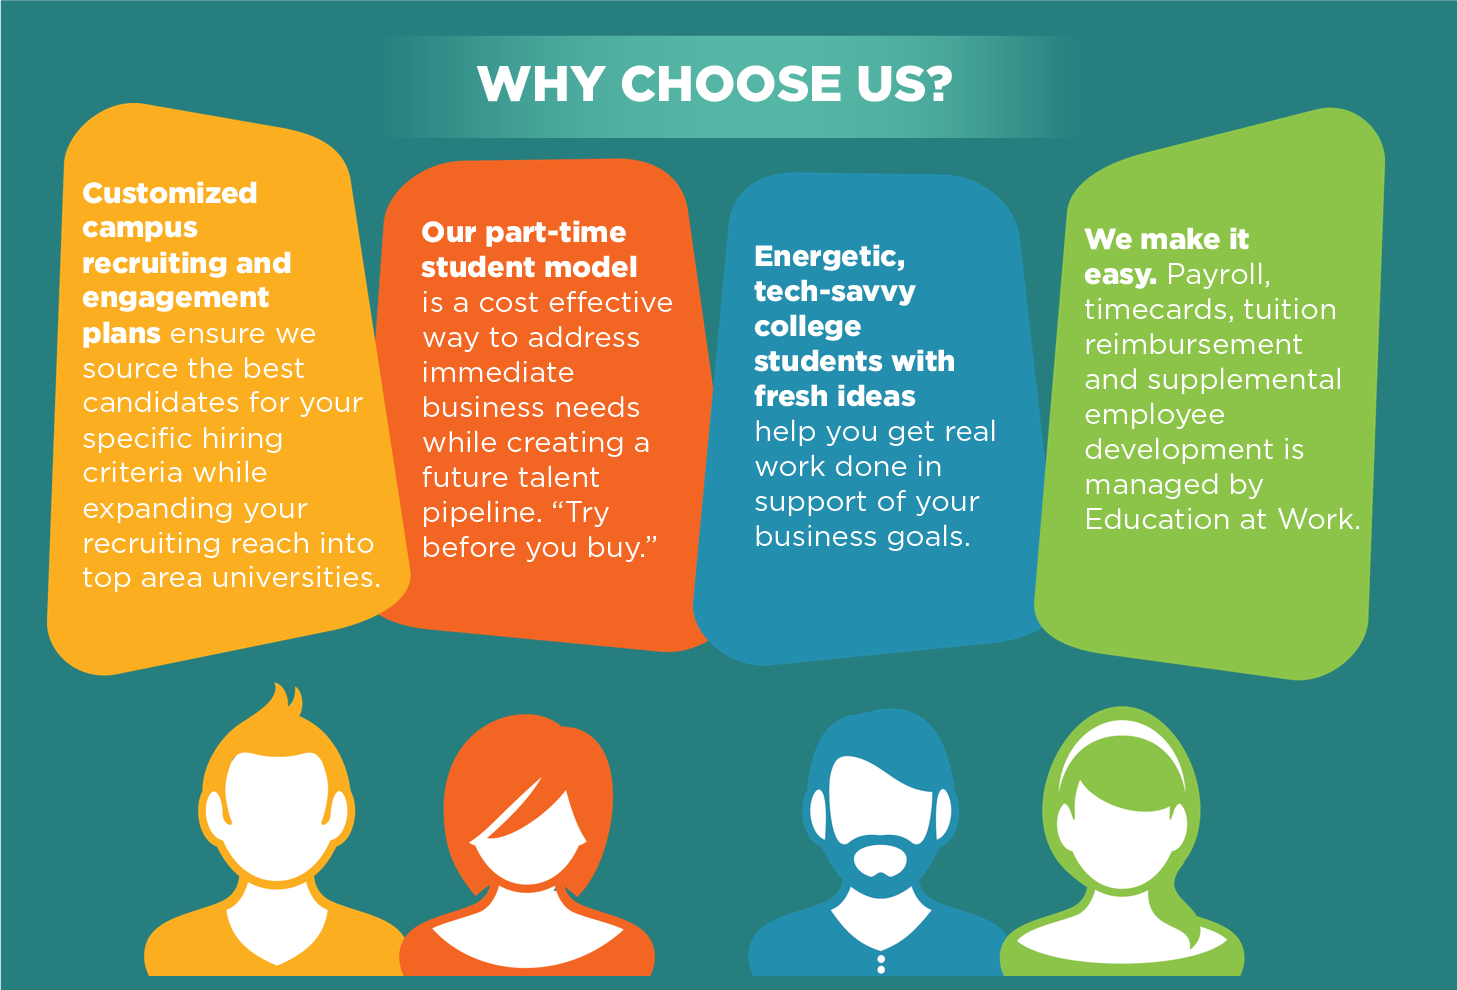 WHY CHOOSE US?
Customized
campus
recruiting and
engagement
plans ensure we
source the best
candidates for your
specific hiring
criteria while
expanding your
recruiting reach into
top area universities.
Our part-time
student model
is a cost effective
way to address
immediate
business needs
while creating a
future talent
pipeline. “Try
before you buy.”
Energetic,
tech-savvy
college
students with
fresh ideas
help you get real
work done in
support of your
business goals.
We make it
easy. Payroll,
timecards, tuition
reimbursement
and supplemental
employee
development is
managed by
Education at Work.